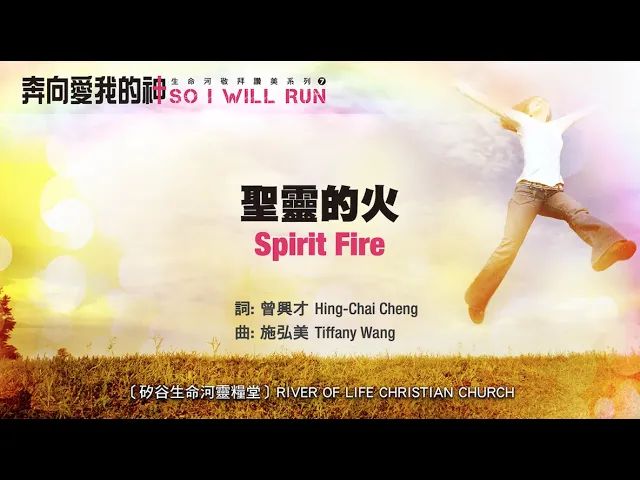 奔向愛我的神
生命河敬拜讚美系列❼
SO I WILL RUN
聖靈的火
Spirit Fire
詞: 曾興才 Hing-Chai Cheng
曲: 施弘美 Tiffany Wang
〔矽谷生命河靈糧堂〕RIVER OF LIFE CHRISTIAN CHURCH